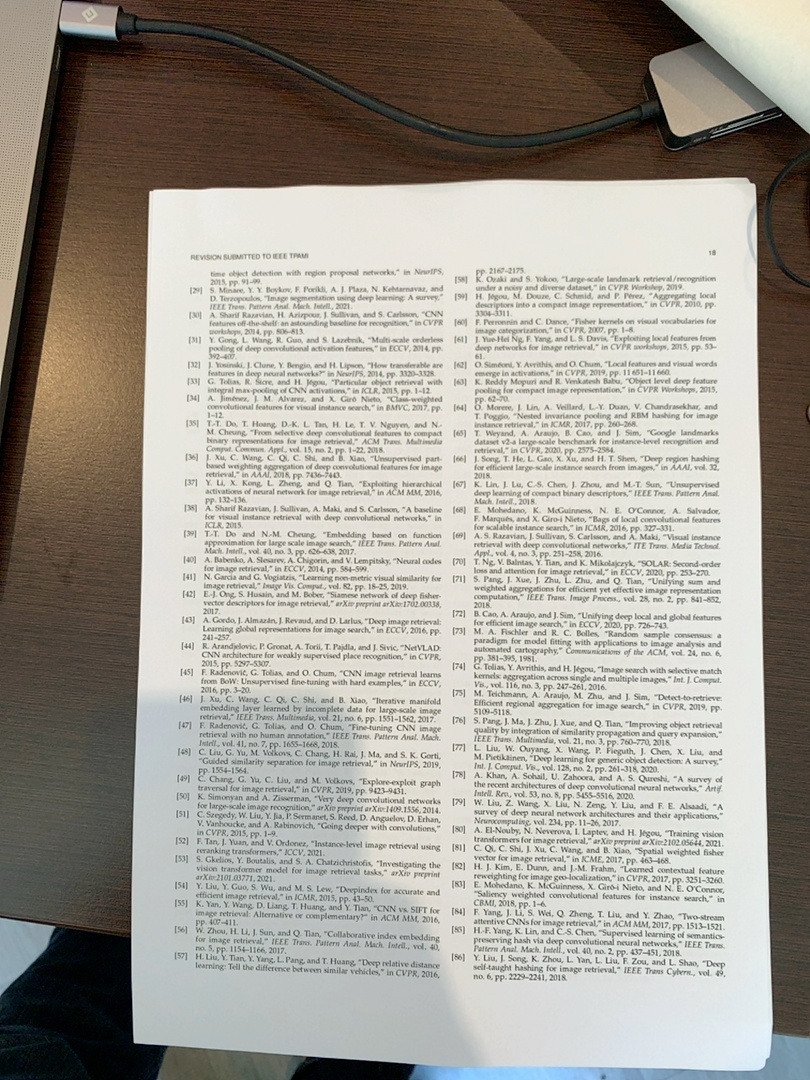 REVISION SUBMITTED TO IEEE TPAMI
18
time object detection with region proposal networks," in NeurIPS,
2015, pp. 91–99.
[29] S. Minaee, Y. Y. Boykov, F. Porikli, A. J. Plaza, N. Kehtarnavaz, and
D. Terzopoulos, "Image segmentation using deep learning: A survey,"
IEEE Trans. Pattern Anal. Mach. Intell., 2021.
[30] A. Sharif Razavian, H. Azizpour, J. Sullivan, and S. Carlsson, "CNN
features off-the-shelf: an astounding baseline for recognition," in CVPR
workshops, 2014, pp. 806–813.
[31] Y. Gong, L. Wang, R. Guo, and S. Lazebnik, "Multi-scale orderless
pooling of deep convolutional activation features," in ECCV, 2014, pp.
392–407.
[32] J. Yosinski, J. Clune, Y. Bengio, and H. Lipson, "How transferable are
features in deep neural networks?" in NeurIPS, 2014, pp. 3320–3328.
[33] G. Tolias, R. Sicre, and H. Jégou, "Particular object retrieval with
integral max-pooling of CNN activations," in ICLR, 2015, pp. 1–12.
[34] A. Jiménez, J. M. Alvarez, and X. Giró Nieto, "Class-weighted
convolutional features for visual instance search," in BMVC, 2017, pp.
1–12.
[35] T.-T. Do, T. Hoang, D.-K. L. Tan, H. Le, T. V. Nguyen, and N.-
M. Cheung, "From selective deep convolutional features to compact
binary representations for image retrieval," ACM Trans. Multimedia
Comput. Commun. Appl., vol. 15, no. 2, pp. 1–22, 2018.
[36] J. Xu, C. Wang, C. Qi, C. Shi, and B. Xiao, "Unsupervised part-
based weighting aggregation of deep convolutional features for image
retrieval," in AAAI, 2018, pp. 7436–7443.
[37] Y. Li, X. Kong, L. Zheng, and Q. Tian, "Exploiting hierarchical
activations of neural network for image retrieval," in ACM MM, 2016,
pp. 132–136.
[38] A. Sharif Razavian, J. Sullivan, A. Maki, and S. Carlsson, "A baseline
for visual instance retrieval with deep convolutional networks," in
ICLR, 2015.
[39] T.-T. Do and N.-M. Cheung, "Embedding based on function
approximation for large scale image search," IEEE Trans. Pattern Anal.
Mach. Intell., vol. 40, no. 3, pp. 626–638, 2017.
[40] A. Babenko, A. Slesarev, A. Chigorin, and V. Lempitsky, "Neural codes
for image retrieval," in ECCV, 2014, pp. 584–599.
[41] N. Garcia and G. Vogiatzis, "Learning non-metric visual similarity for
image retrieval," Image Vis. Comput., vol. 82, pp. 18–25, 2019.
[42] E.-J. Ong, S. Husain, and M. Bober, "Siamese network of deep fisher-
vector descriptors for image retrieval," arXiv preprint arXiv:1702.00338,
2017.
[43] A. Gordo, J. Almazán, J. Revaud, and D. Larlus, "Deep image retrieval:
Learning global representations for image search," in ECCV, 2016, pp.
241–257.
[44] R. Arandjelovic, P. Gronat, A. Torii, T. Pajdla, and J. Sivic, "NetVLAD:
CNN architecture for weakly supervised place recognition," in CVPR,
2015, pp. 5297–5307.
[45] F. Radenović, G. Tolias, and O. Chum, "CNN image retrieval learns
from BoW: Unsupervised fine-tuning with hard examples," in ECCV,
2016, pp. 3–20.
[46] J. Xu, C. Wang, C. Qi, C. Shi, and B. Xiao, "Iterative manifold
embedding layer learned by incomplete data for large-scale image
retrieval," IEEE Trans. Multimedia, vol. 21, no. 6, pp. 1551–1562, 2017.
[47] F. Radenović, G. Tolias, and O. Chum, "Fine-tuning CNN image
retrieval with no human annotation," IEEE Trans. Pattern Anal. Mach.
Intell., vol. 41, no. 7, pp. 1655–1668, 2018.
[48] C. Liu, G. Yu, M. Volkovs, C. Chang, H. Rai, J. Ma, and S. K. Gorti,
"Guided similarity separation for image retrieval," in NeurIPS, 2019,
pp. 1554–1564.
[49] C. Chang, G. Yu, C. Liu, and M. Volkovs, "Explore-exploit graph
traversal for image retrieval," in CVPR, 2019, pp. 9423–9431.
[50] K. Simonyan and A. Zisserman, "Very deep convolutional networks
for large-scale image recognition," arXiv preprint arXiv:1409.1556, 2014.
[51] C. Szegedy, W. Liu, Y. Jia, P. Sermanet, S. Reed, D. Anguelov, D. Erhan,
V. Vanhoucke, and A. Rabinovich, "Going deeper with convolutions,"
in CVPR, 2015, pp. 1–9.
[52] F. Tan, J. Yuan, and V. Ordonez, "Instance-level image retrieval using
reranking transformers," ICCV, 2021.
[53] S. Gkelios, Y. Boutalis, and S. A. Chatzichristofis, "Investigating the
vision transformer model for image retrieval tasks," arXiv preprint
arXiv:2101.03771, 2021.
[54] Y. Liu, Y. Guo, S. Wu, and M. S. Lew, "Deepindex for accurate and
efficient image retrieval," in ICMR, 2015, pp. 43–50.
[55] K. Yan, Y. Wang, D. Liang, T. Huang, and Y. Tian, "CNN vs. SIFT for
image retrieval: Alternative or complementary?" in ACM MM, 2016,
pp. 407–411.
[56] W. Zhou, H. Li, J. Sun, and Q. Tian, "Collaborative index embedding
for image retrieval," IEEE Trans. Pattern Anal. Mach. Intell., vol. 40,
no. 5, pp. 1154–1166, 2017.
[57] H. Liu, Y. Tian, Y. Yang, L. Pang, and T. Huang, "Deep relative distance
learning: Tell the difference between similar vehicles," in CVPR, 2016,
pp. 2167–2175.
[58] K. Ozaki and S. Yokoo, "Large-scale landmark retrieval/recognition
under a noisy and diverse dataset," in CVPR Workshop, 2019.
[59] H. Jégou, M. Douze, C. Schmid, and P. Pérez, "Aggregating local
descriptors into a compact image representation," in CVPR, 2010, pp.
3304–3311.
[60] F. Perronnin and C. Dance, "Fisher kernels on visual vocabularies for
image categorization," in CVPR, 2007, pp. 1–8.
[61] J. Yue-Hei Ng, F. Yang, and L. S. Davis, "Exploiting local features from
deep networks for image retrieval," in CVPR workshops, 2015, pp. 53–
61.
[62] O. Siméoni, Y. Avrithis, and O. Chum, "Local features and visual words
emerge in activations," in CVPR, 2019, pp. 11 651–11 660.
[63] K. Reddy Mopuri and R. Venkatesh Babu, "Object level deep feature
pooling for compact image representation," in CVPR Workshops, 2015,
pp. 62–70.
[64] O. Morere, J. Lin, A. Veillard, L.-Y. Duan, V. Chandrasekhar, and
T. Poggio, "Nested invariance pooling and RBM hashing for image
instance retrieval," in ICMR, 2017, pp. 260–268.
[65] T. Weyand, A. Araujo, B. Cao, and J. Sim, "Google landmarks
dataset v2-a large-scale benchmark for instance-level recognition and
retrieval," in CVPR, 2020, pp. 2575–2584.
[66] J. Song, T. He, L. Gao, X. Xu, and H. T. Shen, "Deep region hashing
for efficient large-scale instance search from images," in AAAI, vol. 32,
2018.
[67] K. Lin, J. Lu, C.-S. Chen, J. Zhou, and M.-T. Sun, "Unsupervised
deep learning of compact binary descriptors," IEEE Trans. Pattern Anal.
Mach. Intell., 2018.
[68] E. Mohedano, K. McGuinness, N. E. O'Connor, A. Salvador,
F. Marqués, and X. Giro-i Nieto, "Bags of local convolutional features
for scalable instance search," in ICMR, 2016, pp. 327–331.
[69] A. S. Razavian, J. Sullivan, S. Carlsson, and A. Maki, "Visual instance
retrieval with deep convolutional networks," ITE Trans. Media Technol.
Appl., vol. 4, no. 3, pp. 251–258, 2016.
[70] T. Ng, V. Balntas, Y. Tian, and K. Mikolajczyk, "SOLAR: Second-order
loss and attention for image retrieval," in ECCV, 2020, pp. 253–270.
[71] S. Pang, J. Xue, J. Zhu, L. Zhu, and Q. Tian, "Unifying sum and
weighted aggregations for efficient yet effective image representation
computation," IEEE Trans. Image Process., vol. 28, no. 2, pp. 841–852,
2018.
[72] B. Cao, A. Araujo, and J. Sim, "Unifying deep local and global features
for efficient image search," in ECCV, 2020, pp. 726–743.
[73] M. A. Fischler and R. C. Bolles, "Random sample consensus: a
paradigm for model fitting with applications to image analysis and
automated cartography," Communications of the ACM, vol. 24, no. 6,
pp. 381–395, 1981.
[74] G. Tolias, Y. Avrithis, and H. Jégou, "Image search with selective match
kernels: aggregation across single and multiple images," Int. J. Comput.
Vis., vol. 116, no. 3, pp. 247–261, 2016.
[75] M. Teichmann, A. Araujo, M. Zhu, and J. Sim, "Detect-to-retrieve:
Efficient regional aggregation for image search," in CVPR, 2019, pp.
5109–5118.
[76] S. Pang, J. Ma, J. Zhu, J. Xue, and Q. Tian, "Improving object retrieval
quality by integration of similarity propagation and query expansion,"
IEEE Trans. Multimedia, vol. 21, no. 3, pp. 760–770, 2018.
[77] L. Liu, W. Ouyang, X. Wang, P. Fieguth, J. Chen, X. Liu, and
M. Pietikäinen, "Deep learning for generic object detection: A survey,"
Int. J. Comput. Vis., vol. 128, no. 2, pp. 261–318, 2020.
[78] A. Khan, A. Sohail, U. Zahoora, and A. S. Qureshi, "A survey of
the recent architectures of deep convolutional neural networks," Artif.
Intell. Rev., vol. 53, no. 8, pp. 5455–5516, 2020.
[79] W. Liu, Z. Wang, X. Liu, N. Zeng, Y. Liu, and F. E. Alsaadi, "A
survey of deep neural network architectures and their applications,"
Neurocomputing, vol. 234, pp. 11–26, 2017.
[80] A. El-Nouby, N. Neverova, I. Laptev, and H. Jégou, "Training vision
transformers for image retrieval," arXiv preprint arXiv:2102.05644, 2021.
[81] C. Qi, C. Shi, J. Xu, C. Wang, and B. Xiao, "Spatial weighted fisher
vector for image retrieval," in ICME, 2017, pp. 463–468.
[82] H. J. Kim, E. Dunn, and J.-M. Frahm, "Learned contextual feature
reweighting for image geo-localization," in CVPR, 2017, pp. 3251–3260.
[83] E. Mohedano, K. McGuinness, X. Giró-i Nieto, and N. E. O'Connor,
"Saliency weighted convolutional features for instance search," in
CBMI, 2018, pp. 1–6.
[84] F. Yang, J. Li, S. Wei, Q. Zheng, T. Liu, and Y. Zhao, "Two-stream
attentive CNNs for image retrieval," in ACM MM, 2017, pp. 1513–1521.
[85] H.-F. Yang, K. Lin, and C.-S. Chen, "Supervised learning of semantics-
preserving hash via deep convolutional neural networks," IEEE Trans.
Pattern Anal. Mach. Intell., vol. 40, no. 2, pp. 437–451, 2018.
[86] Y. Liu, J. Song, K. Zhou, L. Yan, L. Liu, F. Zou, and L. Shao, "Deep
self-taught hashing for image retrieval," IEEE Trans Cybern., vol. 49,
no. 6, pp. 2229–2241, 2018.